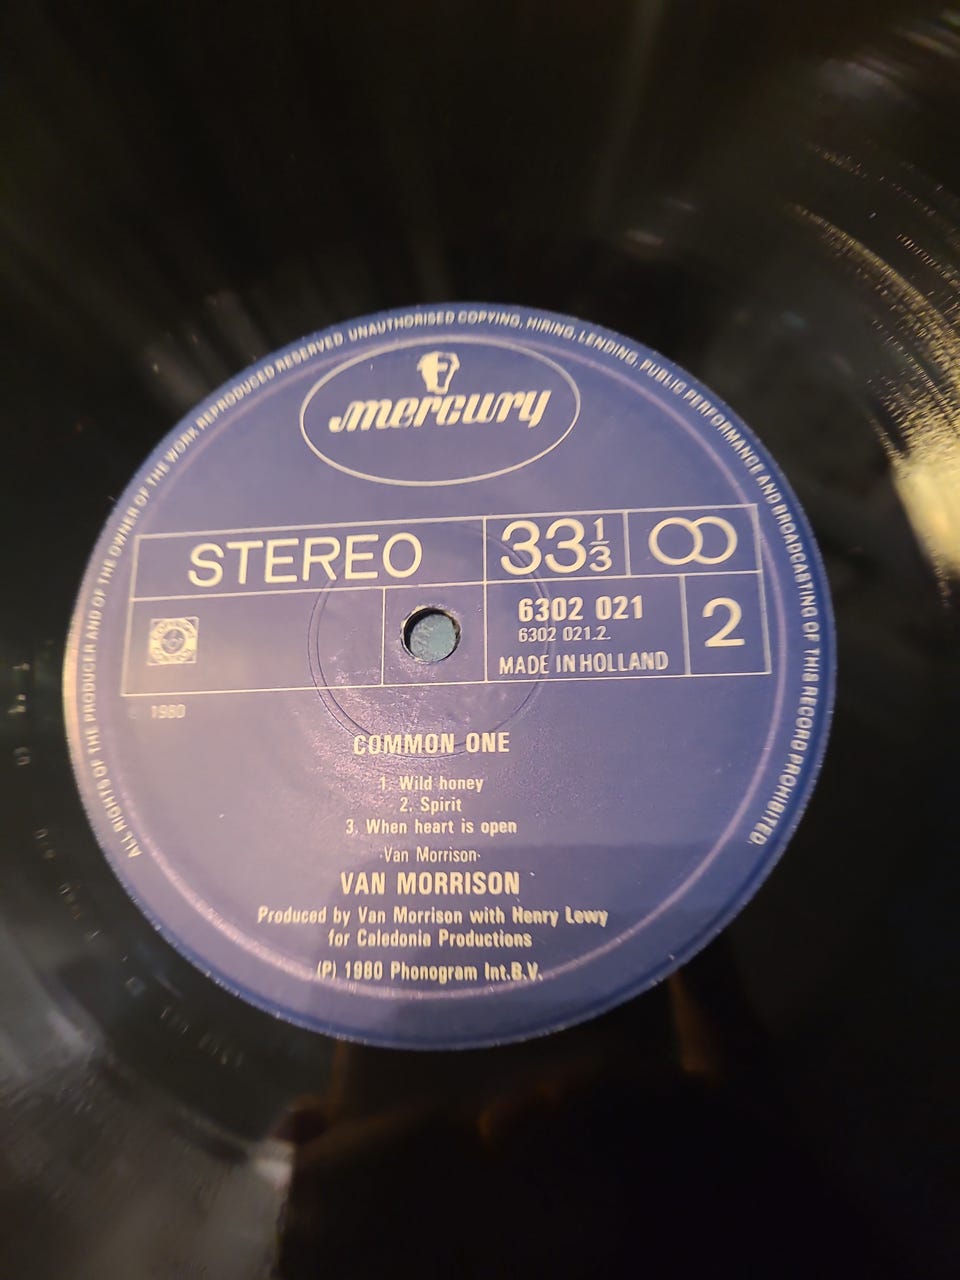 ALL RIGHTS OF THE PRODUCER AND OF THE OWNER OF THE WORK REPRODUCED RESERVED. UNAUTHORISED COPYING, HIRING, LENDING, PUBLIC PERFORMANCE AND BROADCASTING OF THIS RECORD PROHIBITED.
mercury
STEREO
33 1/3
6302 021
6302 021.2.
MADE IN HOLLAND
2
1980
COMMON ONE
1. Wild honey
2. Spirit
3. When heart is open
-Van Morrison-
VAN MORRISON
Produced by Van Morrison with Henry Lewy
for Caledonia Productions
(P) 1980 Phonogram Int.B.V.